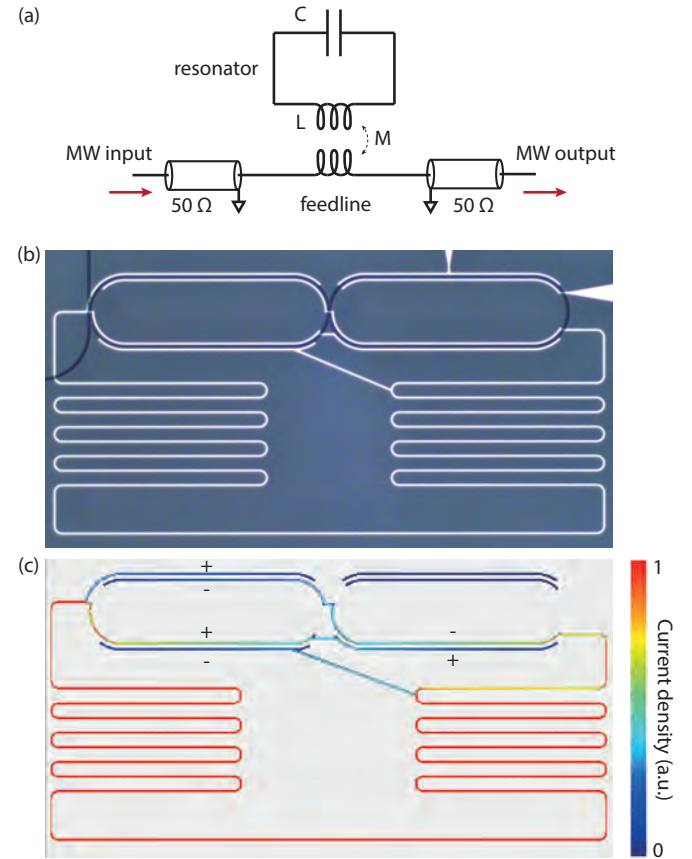 (a)
C
resonator
L
M
MW input
MW output
50 Ω
feedline
50 Ω
(b)
(c)
+
-
+
-
-
+
1
Current density (a.u.)
0